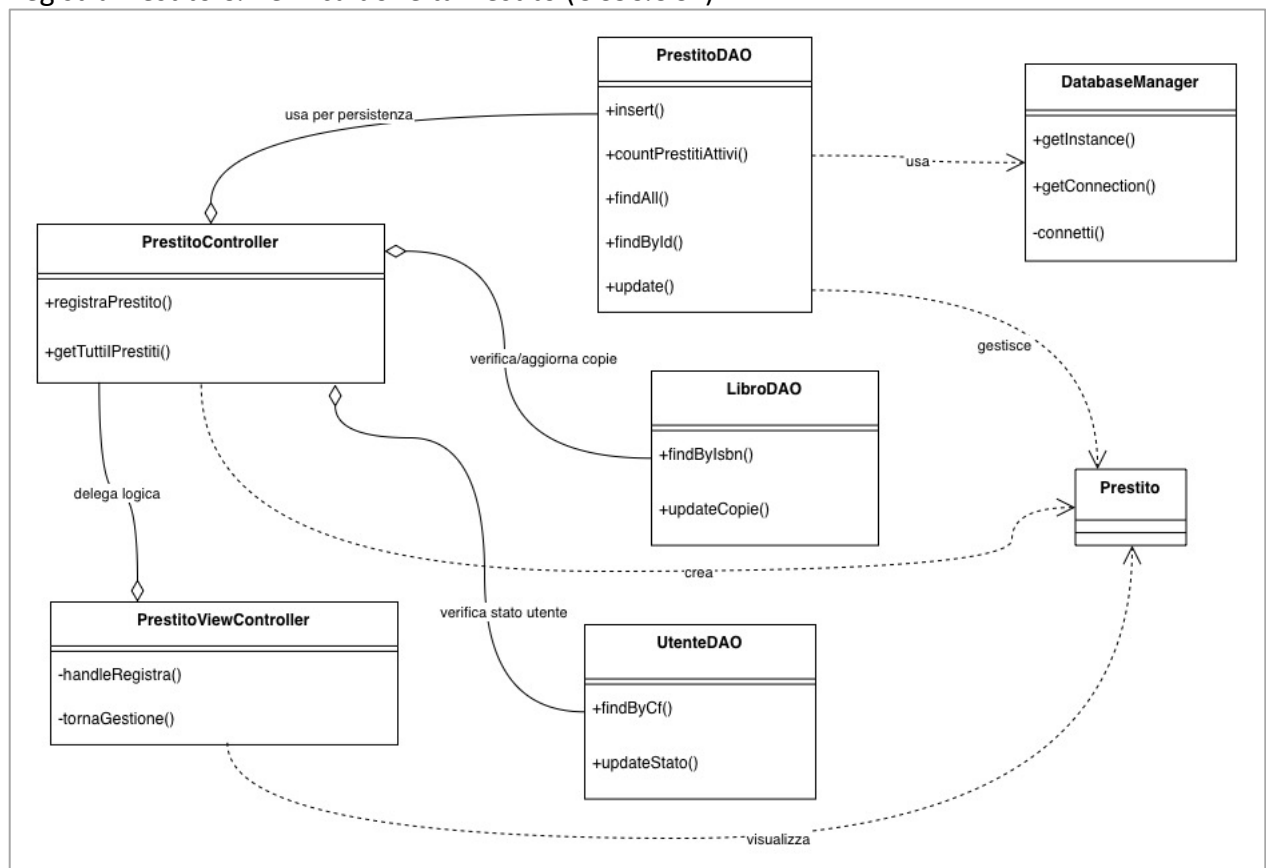 PrestitoDAO
+insert()
+countPrestitiAttivi()
+findAll()
+findById()
+update()
DatabaseManager
+getInstance()
+getConnection()
-connetti()
usa per persistenza
usa
PrestitoController
+registraPrestito()
+getTuttiIPrestiti()
verifica/aggiorna copie
gestisce
LibroDAO
+findByIsbn()
+updateCopie()
Prestito
delega logica
crea
PrestitoViewController
-handleRegistra()
-tornaGestione()
verifica stato utente
UtenteDAO
+findByCf()
+updateStato()
visualizza